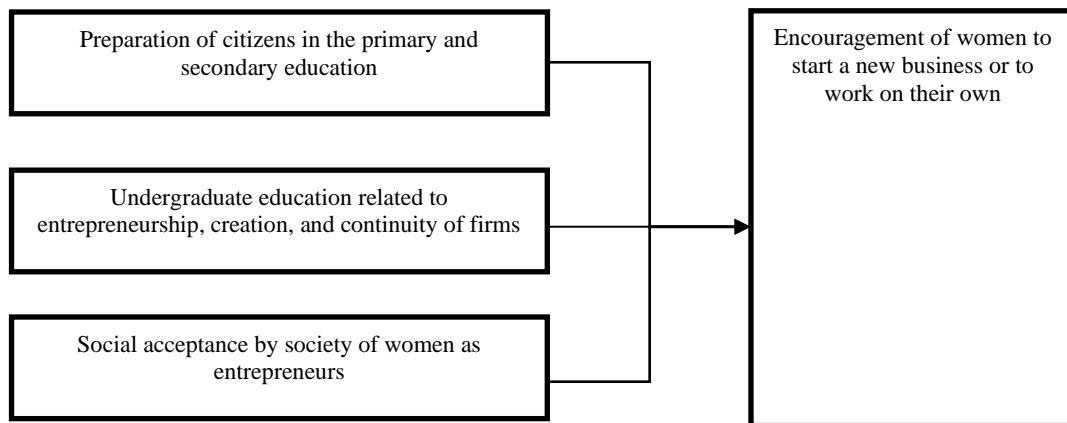 Preparation of citizens in the primary and
secondary education
Undergraduate education related to
entrepreneurship, creation, and continuity of firms
Social acceptance by society of women as
entrepreneurs
Encouragement of women to
start a new business or to
work on their own